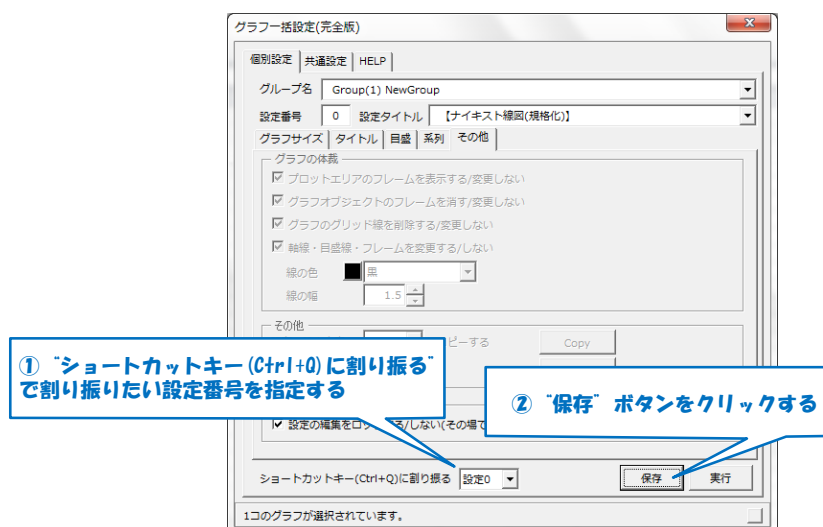 グラフ一括設定(完全版)
個別設定 共通設定 HELP
グループ名 Group(1) NewGroup
設定番号 0 設定タイトル 【ナイキスト線図(規格化)】
グラフサイズ タイトル 目盛 系列 その他
グラフの体裁
プロットエリアのフレームを表示する/変更しない
グラフオブジェクトのフレームを消す/変更しない
グラフのグリッド線を削除する/変更しない
軸線・目盛線・フレームを変更する/しない
線の色 黒
線の幅 1.5
その他
ピーする Copy
① "ショートカットキー(Ctrl+Q)に割り振る"
で割り振りたい設定番号を指定する
② "保存" ボタンをクリックする
設定の編集をロッ る/しない(その場で
ショートカットキー(Ctrl+Q)に割り振る 設定0 保存 実行
1コのグラフが選択されています。